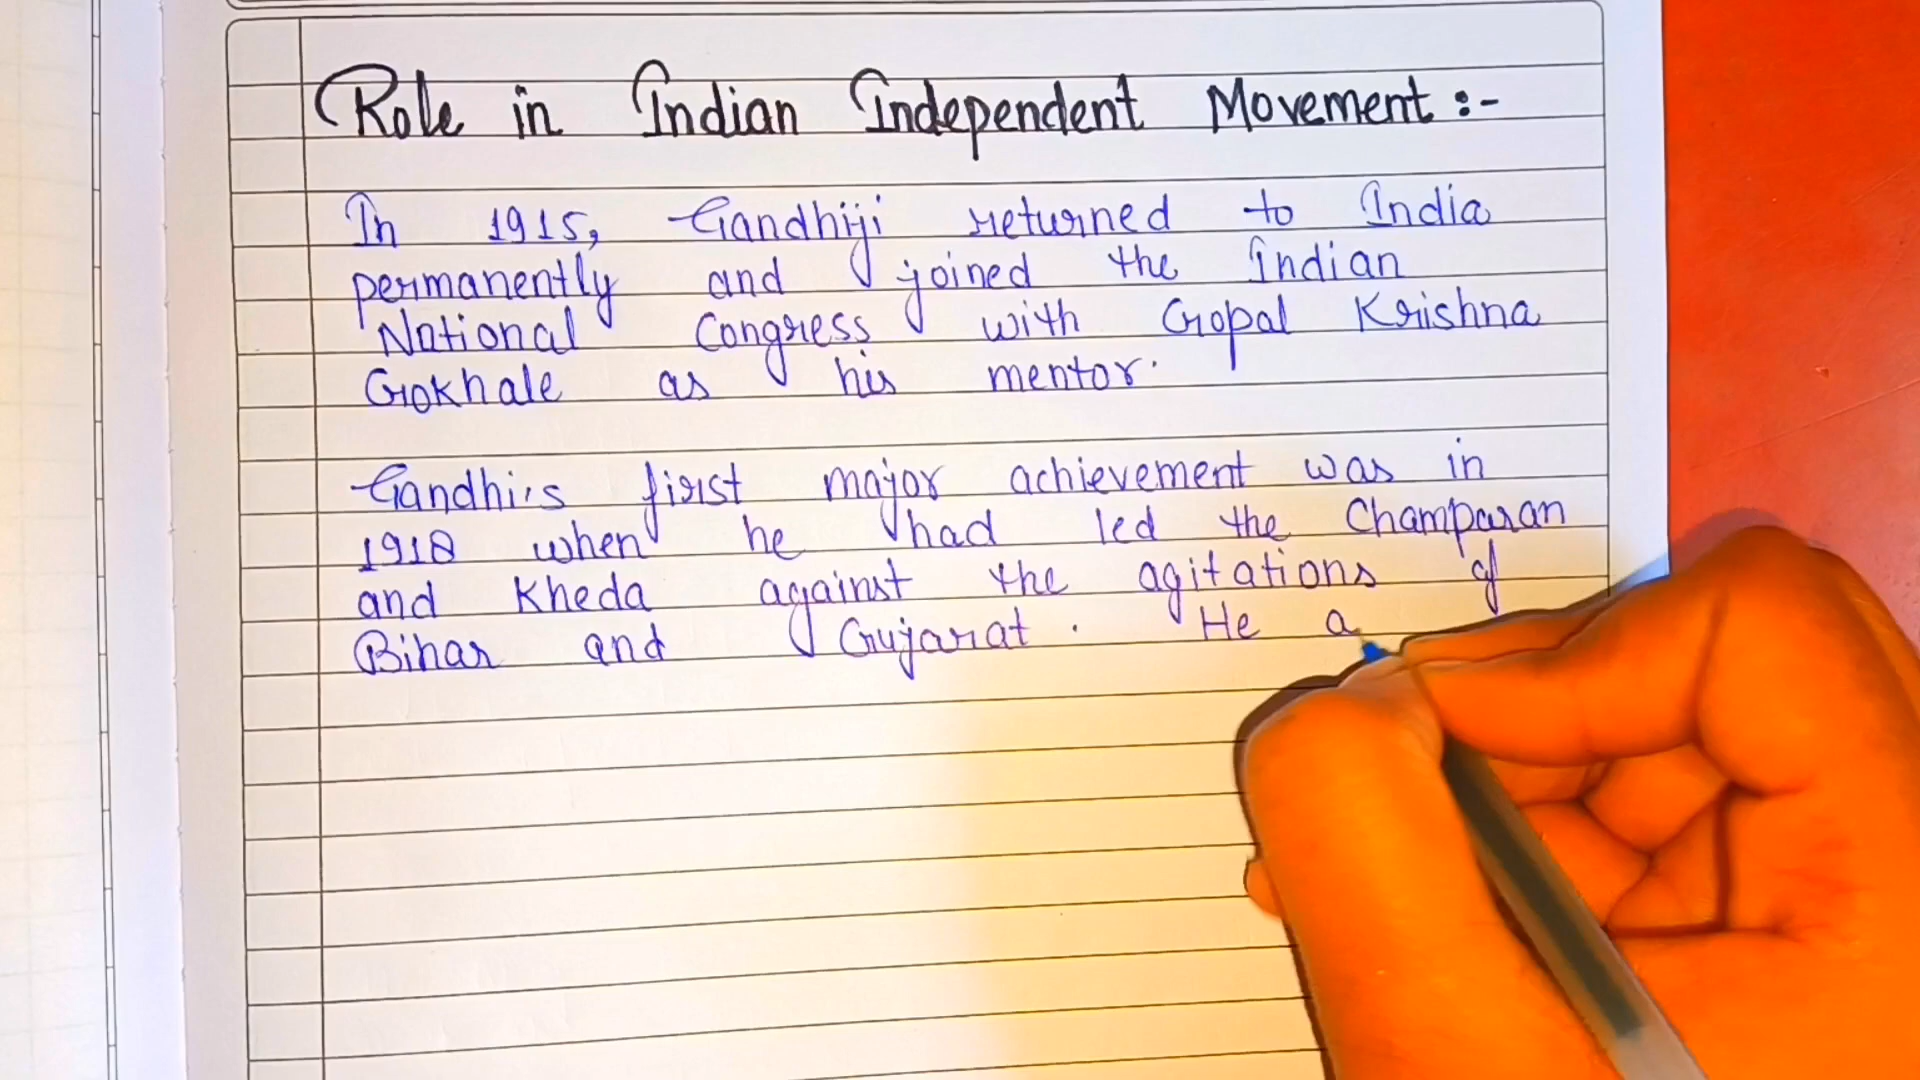 Role in Indian Independent Movement :-
In 1915, Gandhiji returned to India
permanently and joined the Indian
National Congress with Gopal Krishna
Gokhale as his mentor.
Gandhi's first major achievement was in
1918 when he had led the Champaran
and Kheda against the agitations of
Bihar and Gujarat. He a